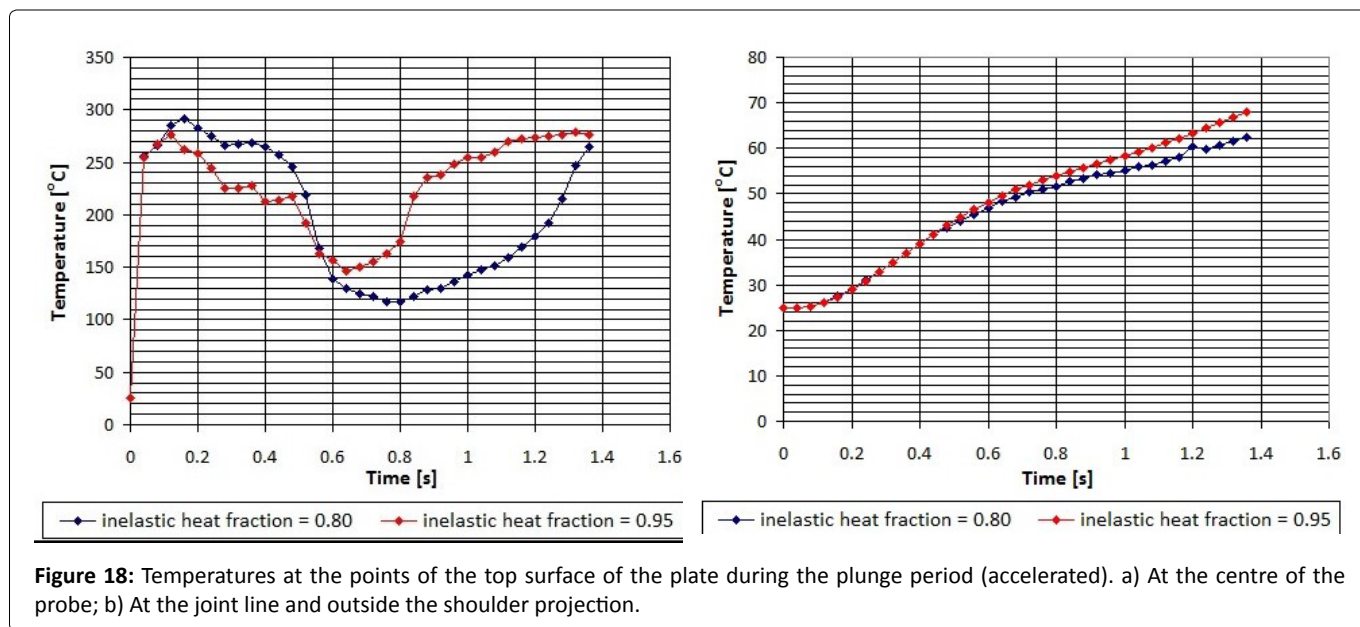 350
300
250
200
150
100
50
0
Temperature [°C]
0 0.2 0.4 0.6 0.8 1 1.2 1.4 1.6
Time [s]
inelastic heat fraction = 0.80 inelastic heat fraction = 0.95
80
70
60
50
40
30
20
10
0
Temperature [°C]
0 0.2 0.4 0.6 0.8 1 1.2 1.4 1.6
Time [s]
inelastic heat fraction = 0.80 inelastic heat fraction = 0.95
Figure 18: Temperatures at the points of the top surface of the plate during the plunge period (accelerated). a) At the centre of the
probe; b) At the joint line and outside the shoulder projection.